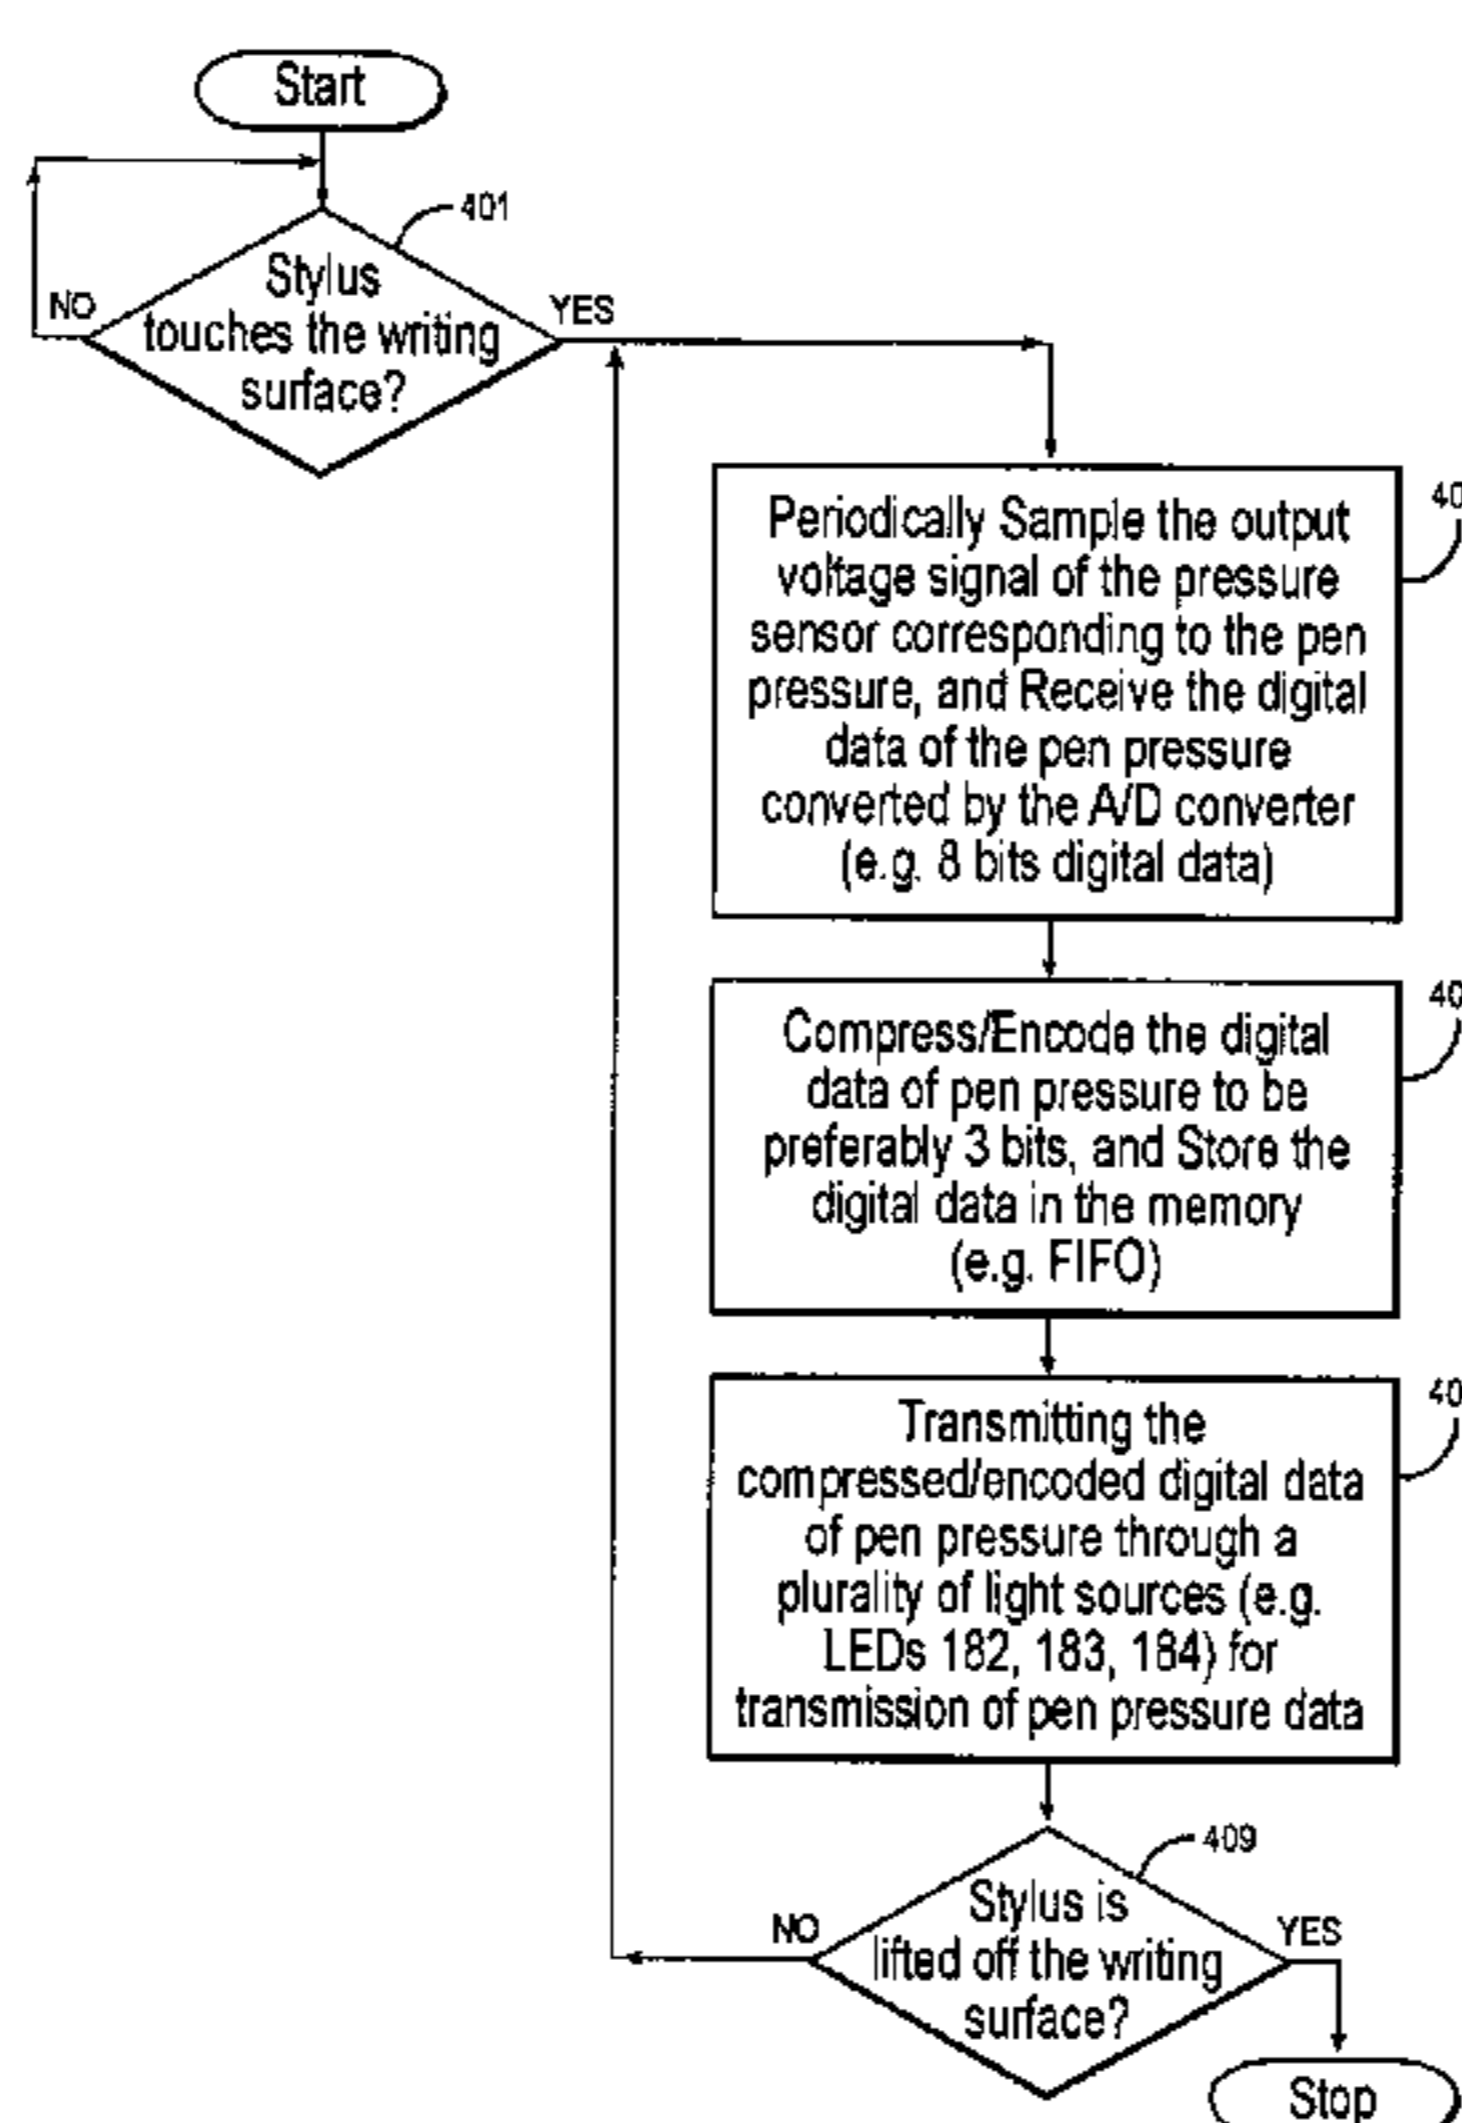 Start
401
Stylus
touches the writing
surface?
NO
YES
40
Periodically Sample the output
voltage signal of the pressure
sensor corresponding to the pen
pressure, and Receive the digital
data of the pen pressure
converted by the A/D converter
(e.g. 8 bits digital data)
40
Compress/Encode the digital
data of pen pressure to be
preferably 3 bits, and Store the
digital data in the memory
(e.g. FIFO)
40
Transmitting the
compressed/encoded digital data
of pen pressure through a
plurality of light sources (e.g.
LEDs 182, 183, 184) for
transmission of pen pressure data
409
Stylus is
lifted off the writing
surface?
NO
YES
Stop